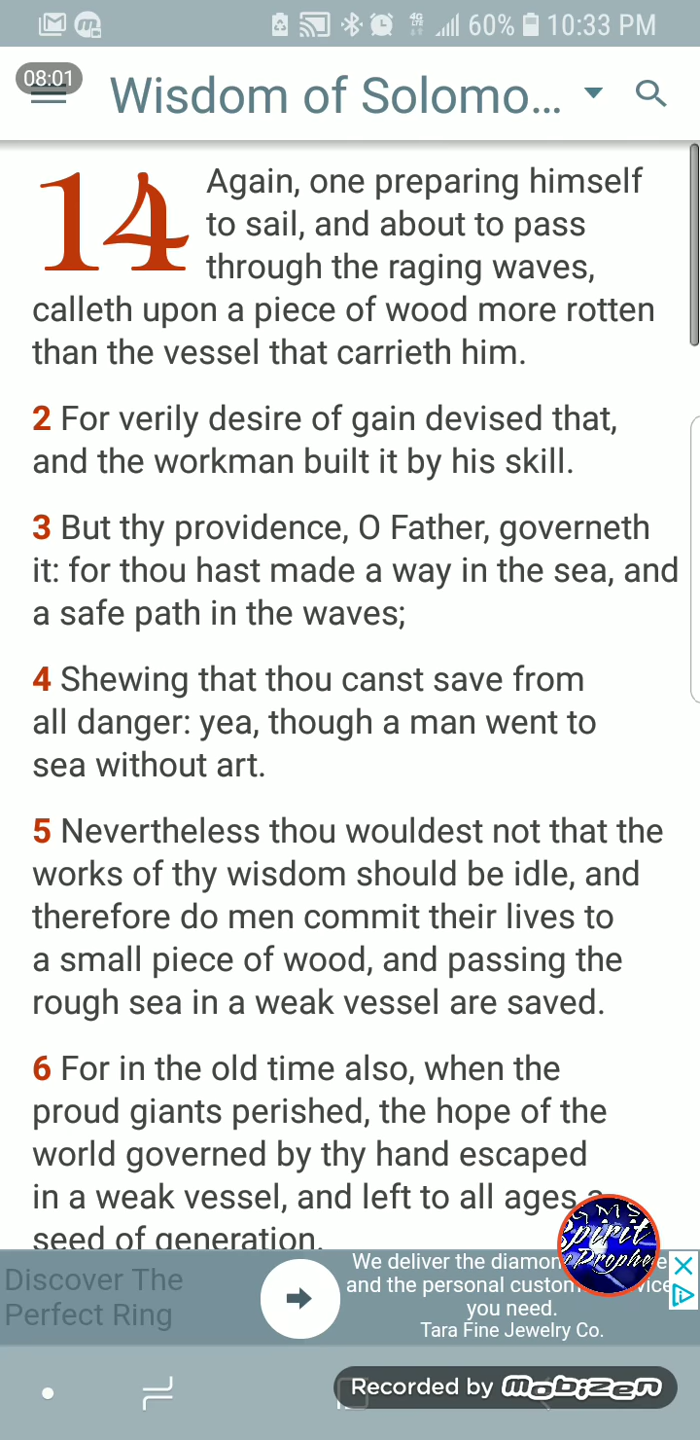 4G
LTE
60%
10:33 PM
08:01
Wisdom of Solomo...
14 Again, one preparing himself
to sail, and about to pass
through the raging waves,
calleth upon a piece of wood more rotten
than the vessel that carrieth him.
2 For verily desire of gain devised that,
and the workman built it by his skill.
3 But thy providence, O Father, governeth
it: for thou hast made a way in the sea, and
a safe path in the waves;
4 Shewing that thou canst save from
all danger: yea, though a man went to
sea without art.
5 Nevertheless thou wouldest not that the
works of thy wisdom should be idle, and
therefore do men commit their lives to
a small piece of wood, and passing the
rough sea in a weak vessel are saved.
6 For in the old time also, when the
proud giants perished, the hope of the
world governed by thy hand escaped
in a weak vessel, and left to all ages a
seed of generation.
GMS
Spirit
Discover The
Perfect Ring
We deliver the
and the personal
you need.
Tara Fine Jewelry Co.
Recorded by mobizen